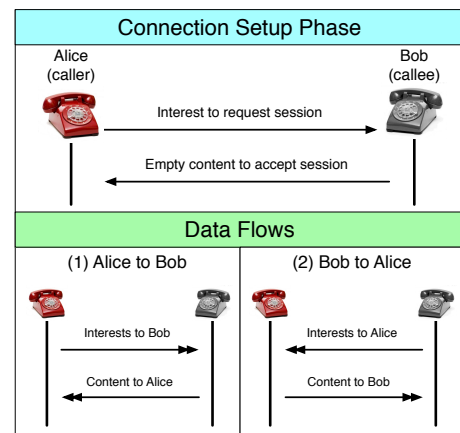 Connection Setup Phase
Alice
(caller)
Bob
(callee)
Interest to request session
Empty content to accept session
Data Flows
(1) Alice to Bob
(2) Bob to Alice
Interests to Bob
Interests to Alice
Content to Alice
Content to Bob